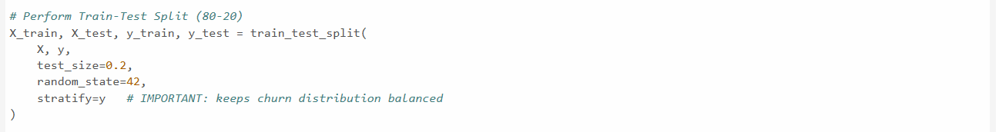 # Perform Train-Test Split (80-20)
X_train, X_test, y_train, y_test = train_test_split(
    X, y,
    test_size=0.2,
    random_state=42,
    stratify=y   # IMPORTANT: keeps churn distribution balanced
)